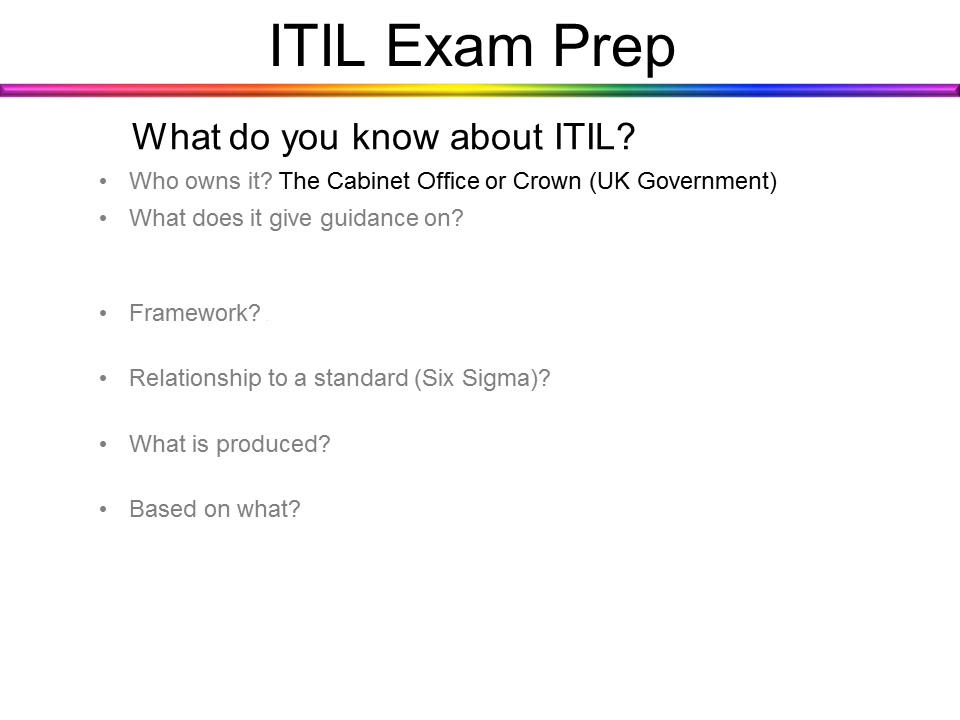 ITIL Exam Prep
What do you know about ITIL?
• Who owns it? The Cabinet Office or Crown (UK Government)
• What does it give guidance on?
• Framework?
• Relationship to a standard (Six Sigma)?
• What is produced?
• Based on what?